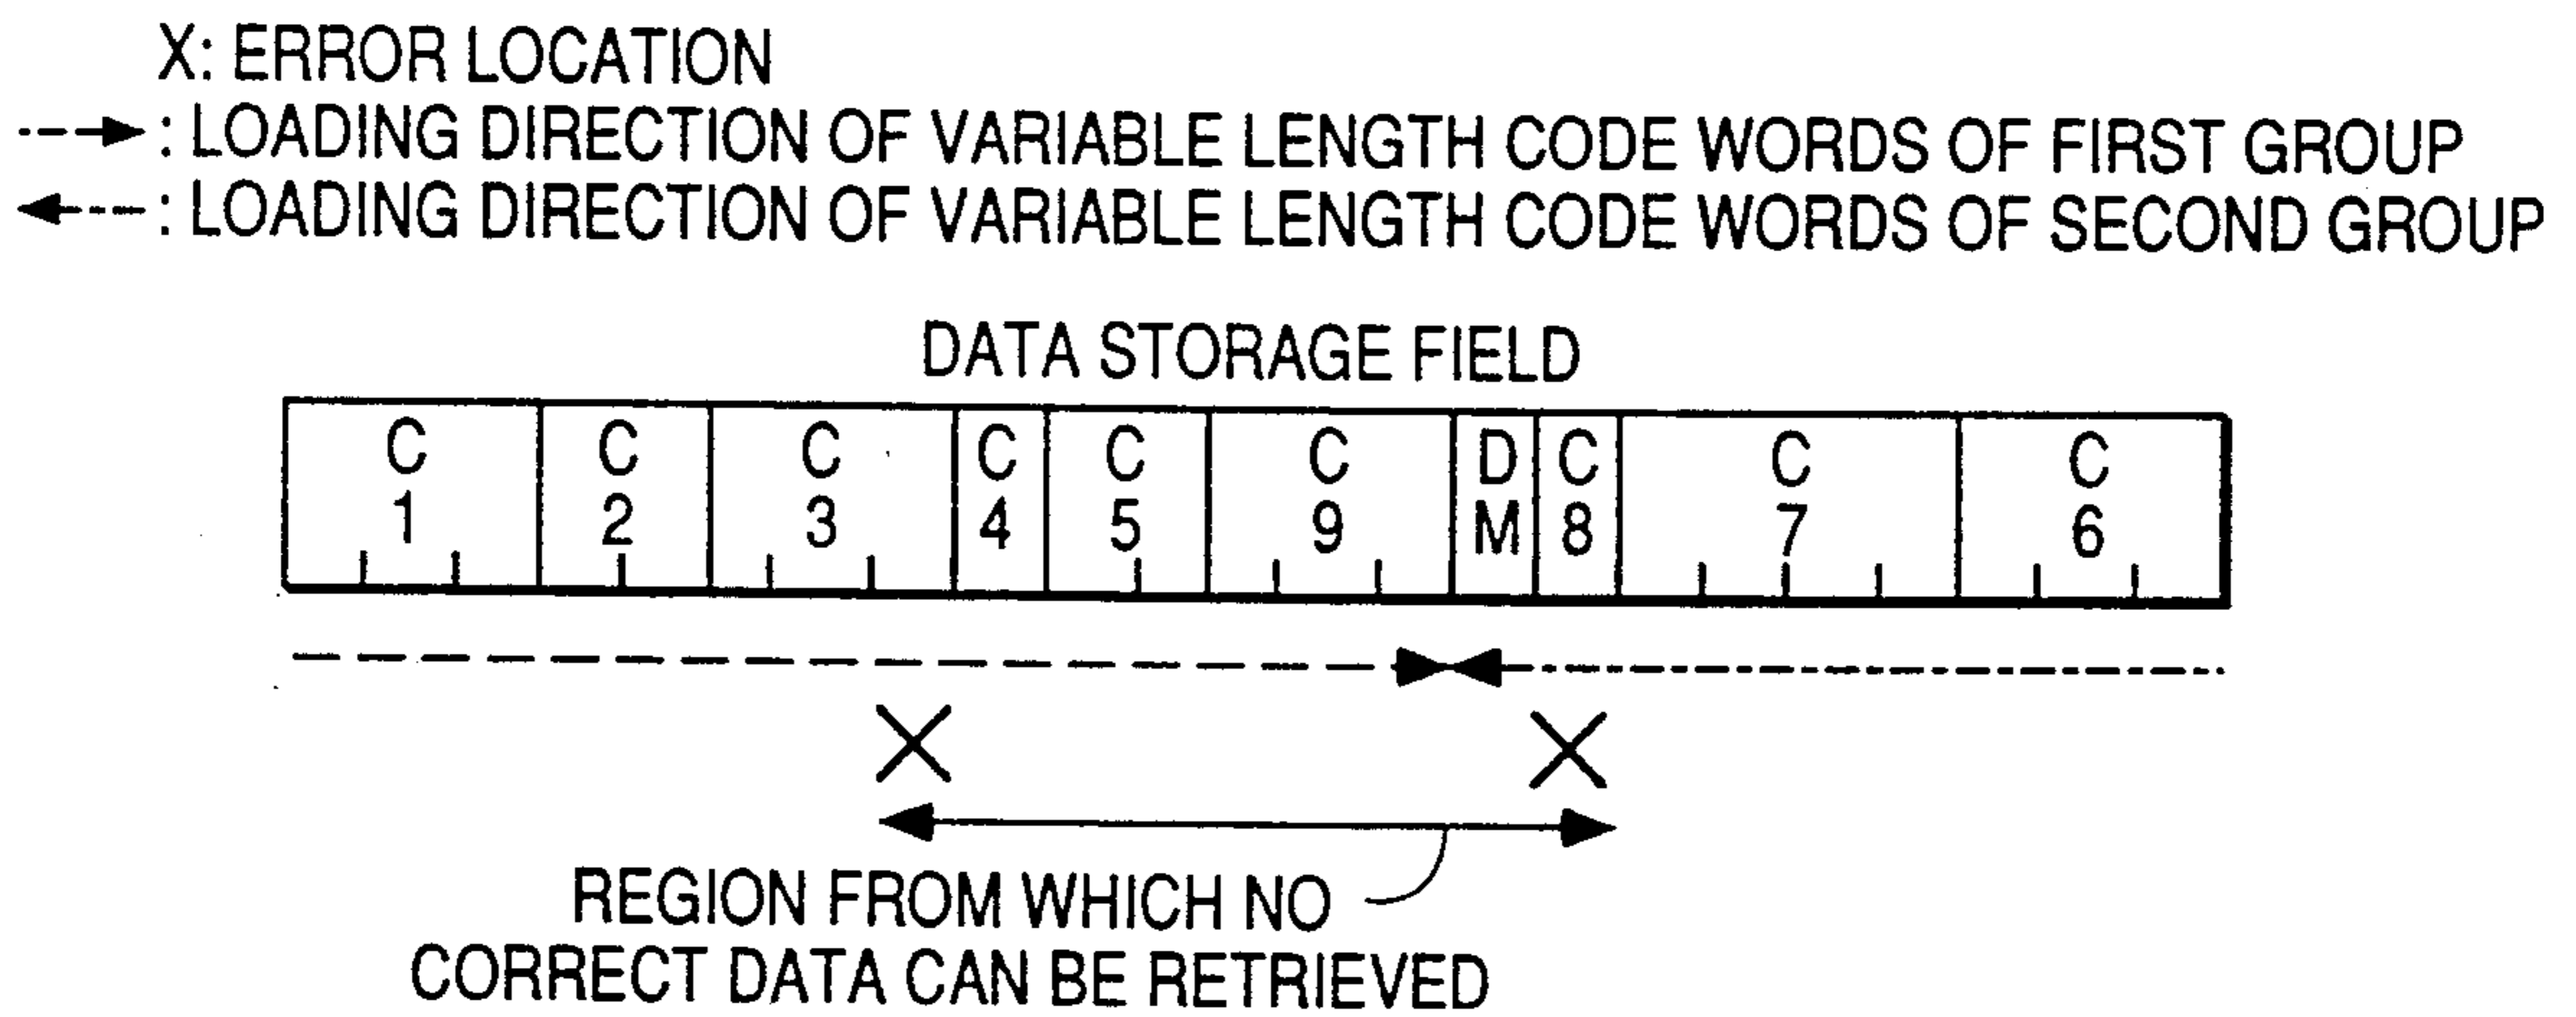 X: ERROR LOCATION
: LOADING DIRECTION OF VARIABLE LENGTH CODE WORDS OF FIRST GROUP
: LOADING DIRECTION OF VARIABLE LENGTH CODE WORDS OF SECOND GROUP
DATA STORAGE FIELD
C C C C C C D C C C
1 2 3 4 5 9 M 8 7 6
X X
REGION FROM WHICH NO
CORRECT DATA CAN BE RETRIEVED